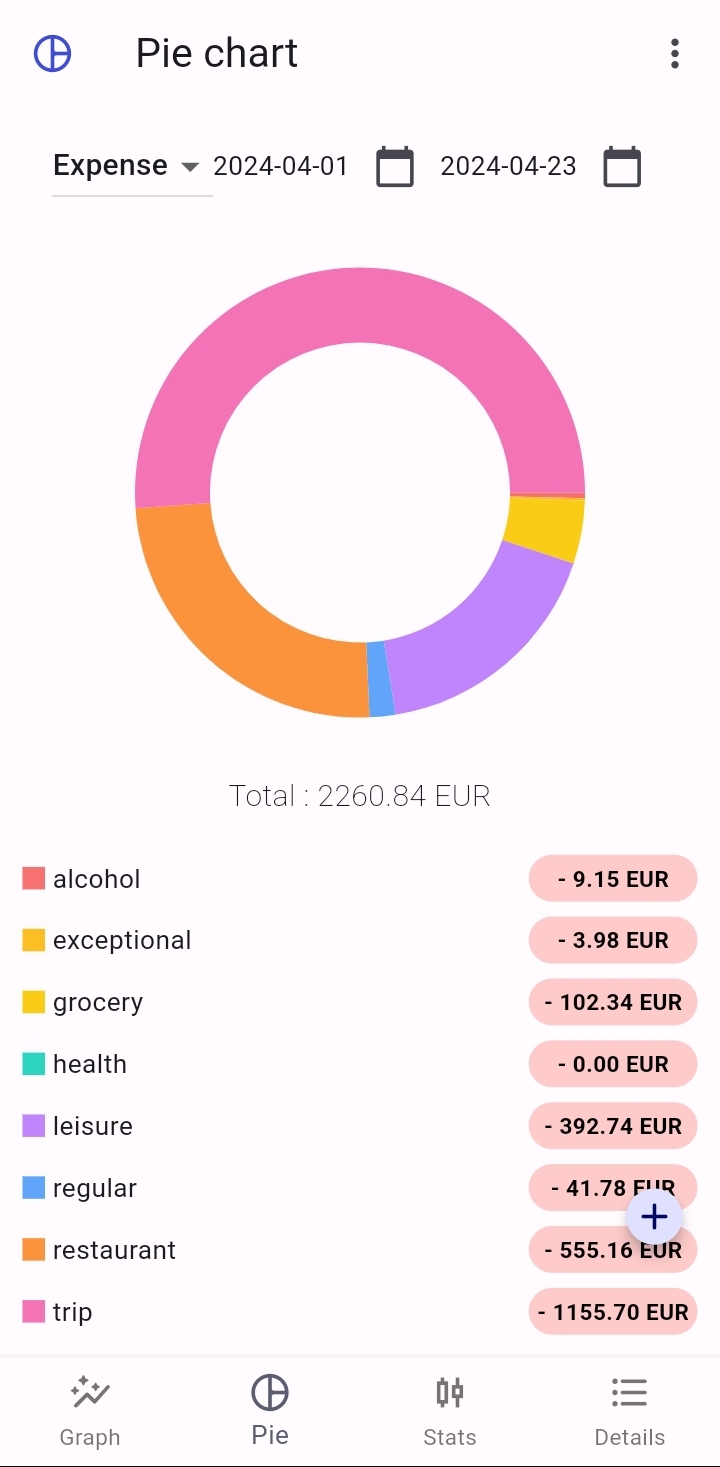 Pie chart
Expense 2024-04-01 2024-04-23
Total : 2260.84 EUR
alcohol - 9.15 EUR
exceptional - 3.98 EUR
grocery - 102.34 EUR
health - 0.00 EUR
leisure - 392.74 EUR
regular - 41.78 EUR
restaurant - 555.16 EUR
trip - 1155.70 EUR
Graph Pie Stats Details